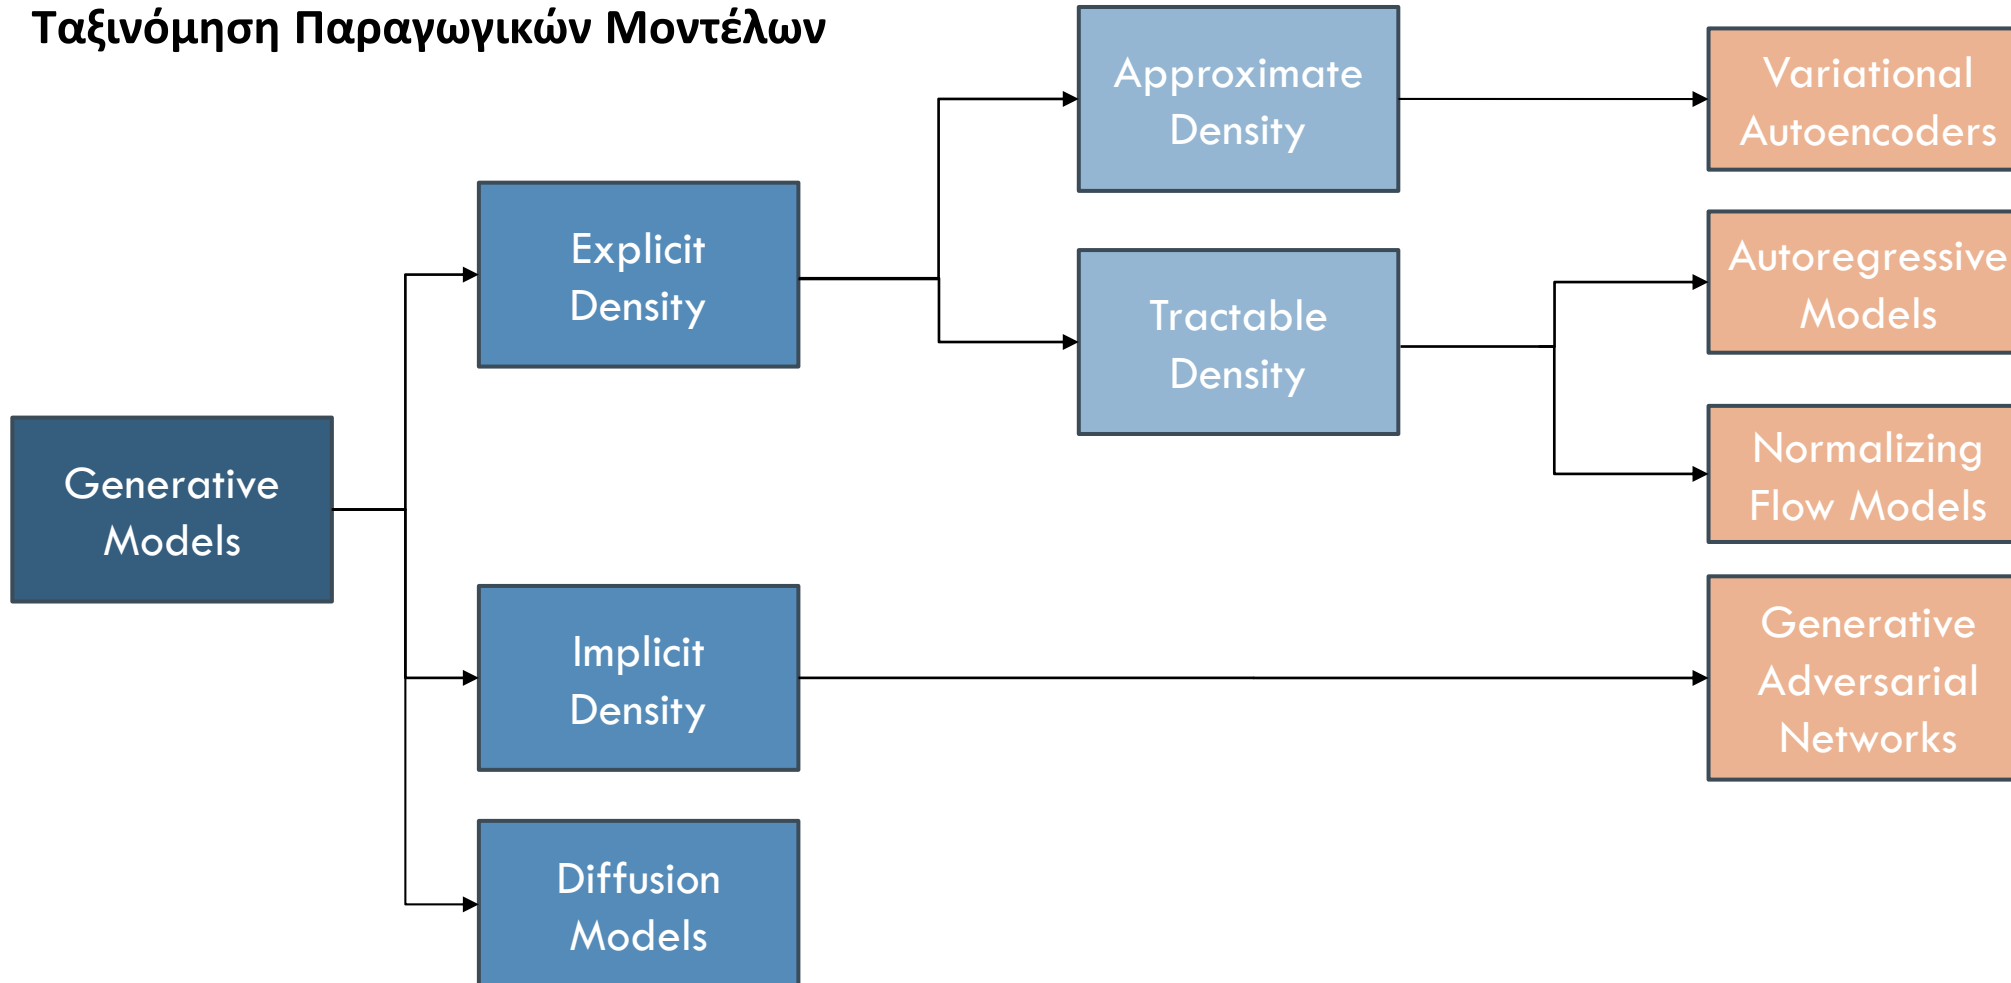 Ταξινόμηση Παραγωγικών Μοντέλων
Approximate
Density
Variational
Autoencoders
Explicit
Density
Tractable
Density
Autoregressive
Models
Generative
Models
Normalizing
Flow Models
Implicit
Density
Generative
Adversarial
Networks
Diffusion
Models